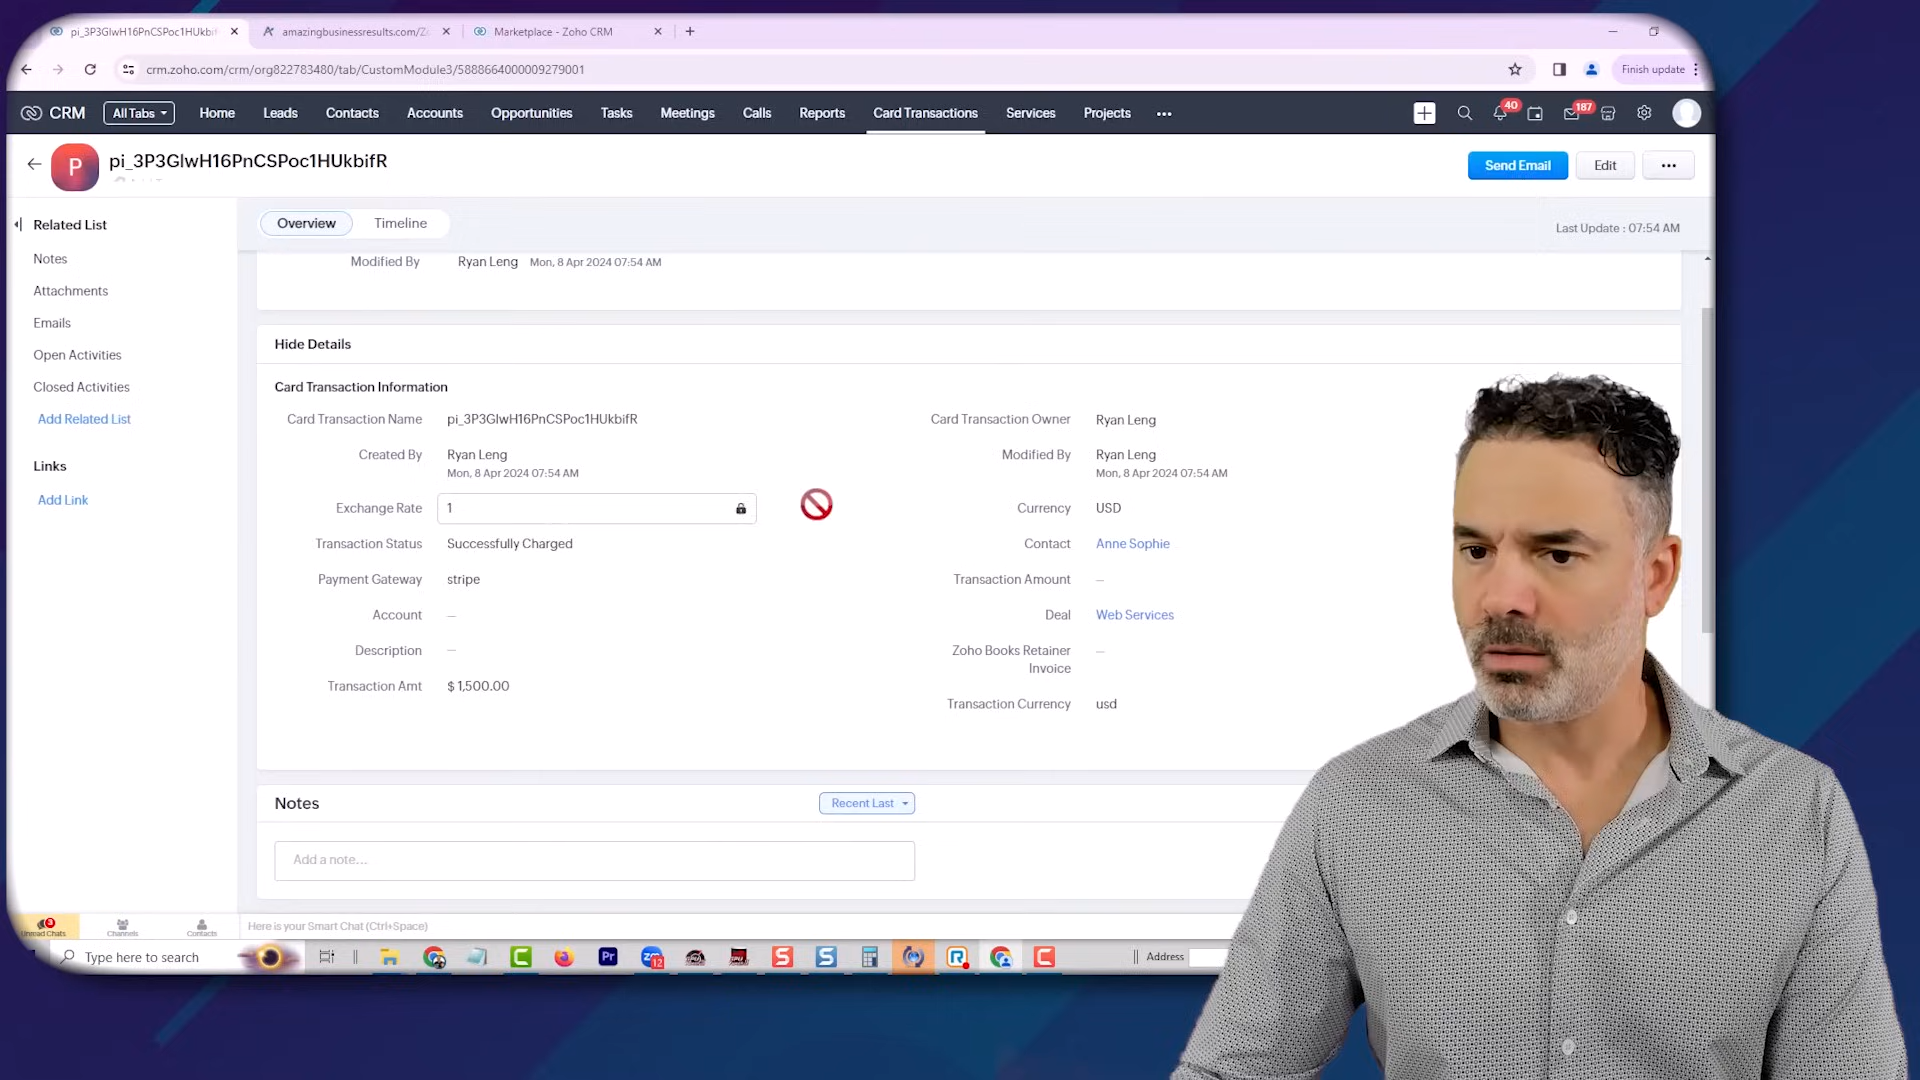 pi_3P3GlwH16PnCSPoc1HUkbif
amazingbusinessresults.com/Z
Marketplace - Zoho CRM
crm.zoho.com/crm/org822783480/tab/CustomModule3/5888664000009279001
Finish update
CRM
All Tabs
Home
Leads
Contacts
Accounts
Opportunities
Tasks
Meetings
Calls
Reports
Card Transactions
Services
Projects
40
187
P
pi_3P3GlwH16PnCSPoc1HUkbifR
Send Email
Edit
Related List
Overview
Timeline
Last Update : 07:54 AM
Notes
Attachments
Emails
Open Activities
Closed Activities
Add Related List
Links
Add Link
Modified By Ryan Leng Mon, 8 Apr 2024 07:54 AM
Hide Details
Card Transaction Information
Card Transaction Name pi_3P3GlwH16PnCSPoc1HUkbifR
Card Transaction Owner Ryan Leng
Created By Ryan Leng
Mon, 8 Apr 2024 07:54 AM
Modified By Ryan Leng
Mon, 8 Apr 2024 07:54 AM
Exchange Rate 1
Currency USD
Transaction Status Successfully Charged
Contact Anne Sophie
Payment Gateway stripe
Transaction Amount —
Account —
Deal Web Services
Description —
Zoho Books Retainer
Invoice —
Transaction Amt $ 1,500.00
Transaction Currency usd
Notes
Recent Last
Add a note...
3
Unread Chats
Channels
Contacts
Here is your Smart Chat (Ctrl+Space)
Type here to search
Pr
12
Address